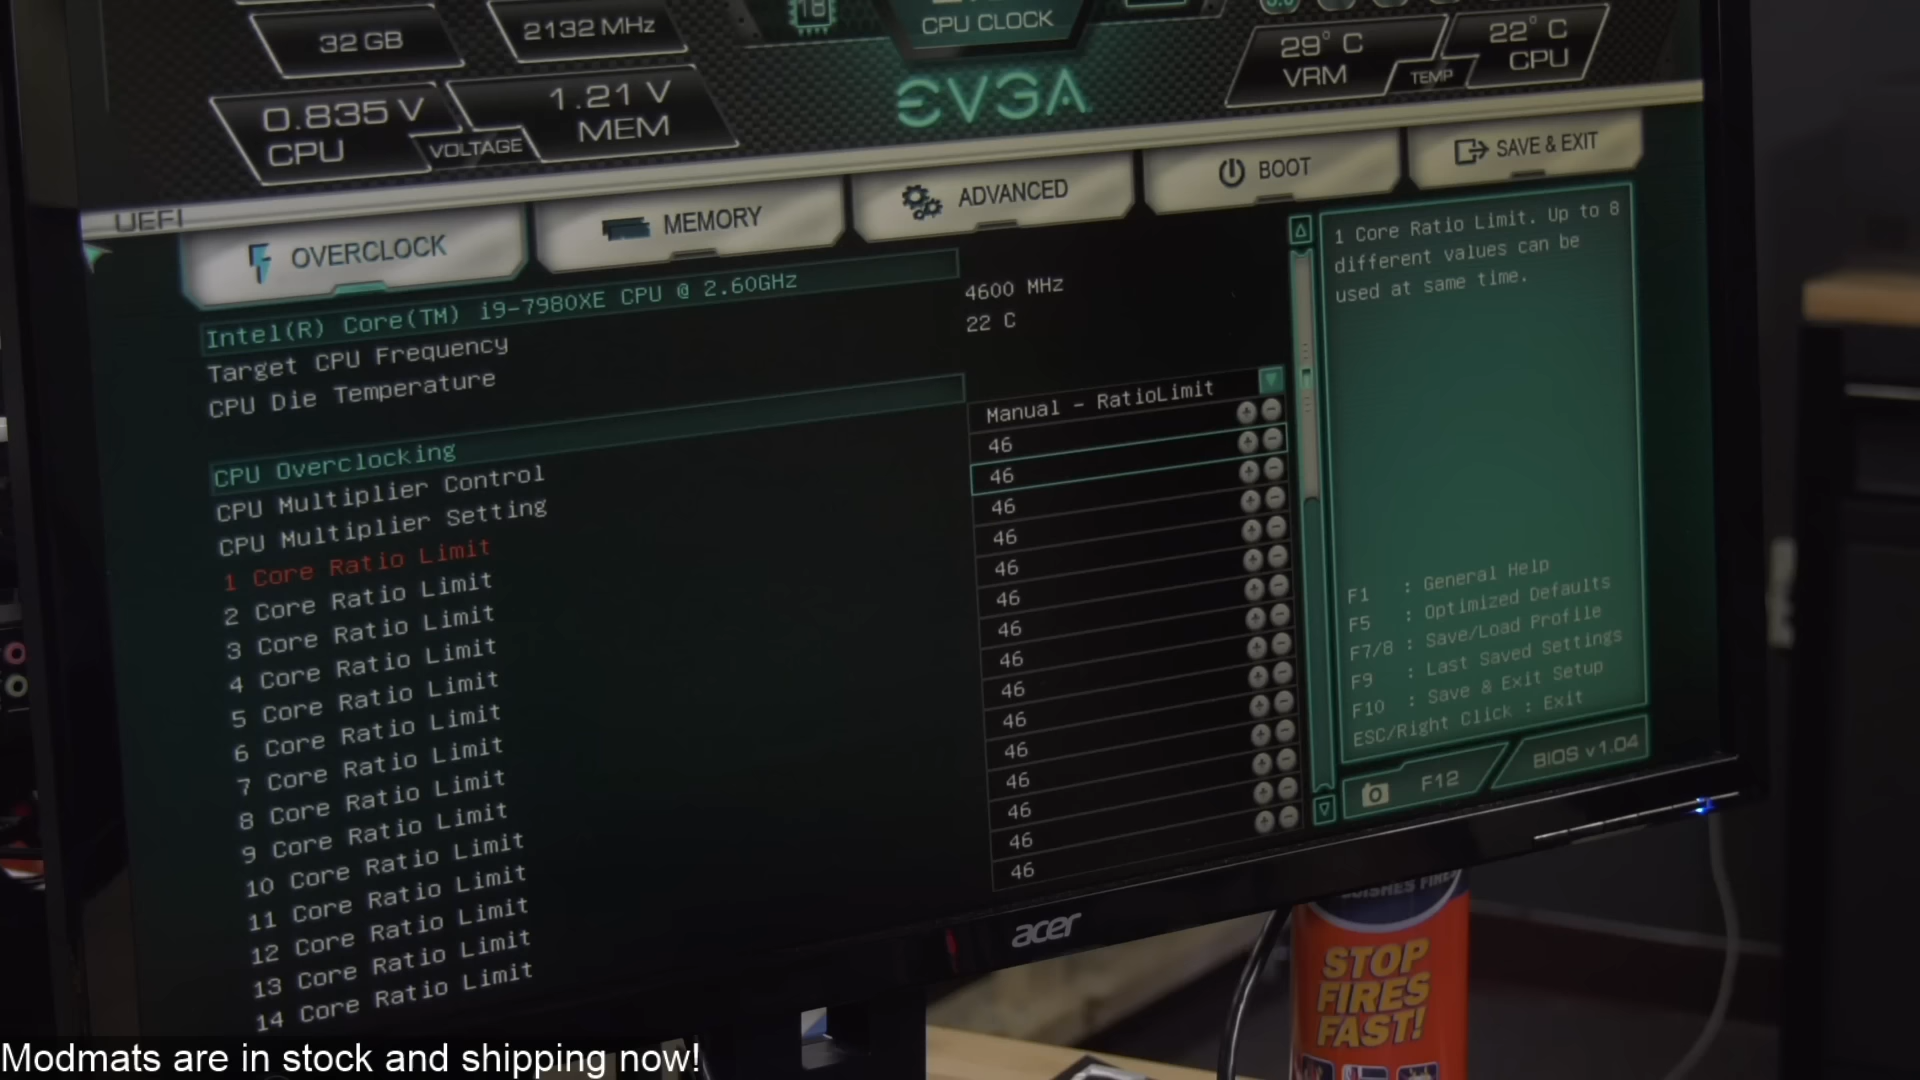 32 GB
2132 MHz
18
CPU CLOCK
29° C
VRM
TEMP
22° C
CPU
0.835 V
CPU
VOLTAGE
1.21 V
MEM
EVGA
UEFI
OVERCLOCK
MEMORY
ADVANCED
BOOT
SAVE & EXIT
Intel(R) Core(TM) i9-7980XE CPU @ 2.60GHz
Target CPU Frequency
4600 MHz
CPU Die Temperature
22 C
CPU Overclocking
CPU Multiplier Control
Manual - RatioLimit
CPU Multiplier Setting
46
1 Core Ratio Limit
46
2 Core Ratio Limit
46
3 Core Ratio Limit
46
4 Core Ratio Limit
46
5 Core Ratio Limit
46
6 Core Ratio Limit
46
7 Core Ratio Limit
46
8 Core Ratio Limit
46
9 Core Ratio Limit
46
10 Core Ratio Limit
46
11 Core Ratio Limit
46
12 Core Ratio Limit
46
13 Core Ratio Limit
46
14 Core Ratio Limit
46
1 Core Ratio Limit. Up to 8
different values can be
used at same time.
F1 : General Help
F5 : Optimized Defaults
F7/8 : Save/Load Profile
F9 : Last Saved Settings
F10 : Save & Exit Setup
ESC/Right Click : Exit
F12
BIOS v1.04
acer
STOP
FIRES
FAST!
Modmats are in stock and shipping now!